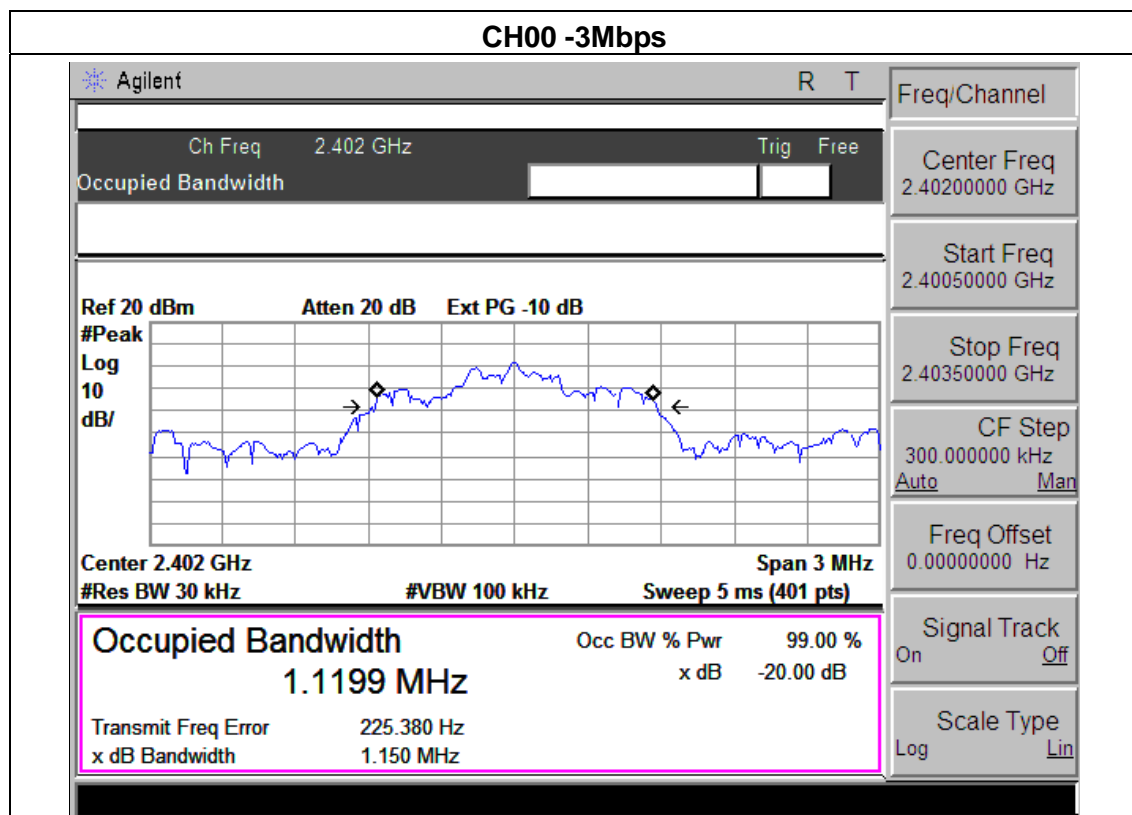 CH00 -3Mbps
Agilent R T
Ch Freq 2.402 GHz Trig Free
Occupied Bandwidth
Ref 20 dBm Atten 20 dB Ext PG -10 dB
#Peak
Log
10
dB/
Center 2.402 GHz Span 3 MHz
#Res BW 30 kHz #VBW 100 kHz Sweep 5 ms (401 pts)
Occupied Bandwidth Occ BW % Pwr 99.00 %
1.1199 MHz x dB -20.00 dB
Transmit Freq Error 225.380 Hz
x dB Bandwidth 1.150 MHz
Freq/Channel
Center Freq
2.40200000 GHz
Start Freq
2.40050000 GHz
Stop Freq
2.40350000 GHz
CF Step
300.000000 kHz
Auto Man
Freq Offset
0.00000000 Hz
Signal Track
On Off
Scale Type
Log Lin